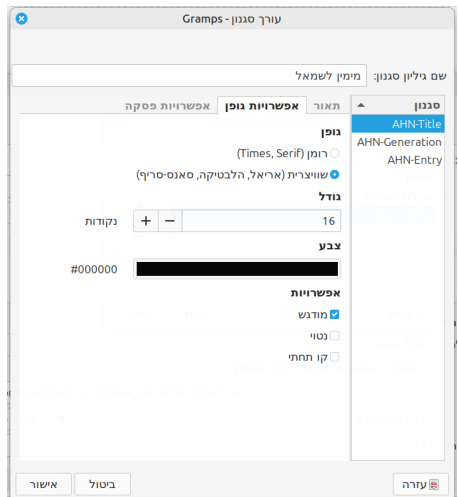 עורך סגנון - Gramps
שם גיליון סגנון: מימין לשמאל
סגנון
AHN-Title
AHN-Generation
AHN-Entry
תאור אפשרויות גופן אפשרויות פסקה
גופן
רומן (Times, Serif)
שוויצרית (אריאל, הלבטיקה, סאנס-סריף)
גודל
16 נקודות
צבע
#000000
אפשרויות
מודגש
נטוי
קו תחתי
עזרה ביטול אישור